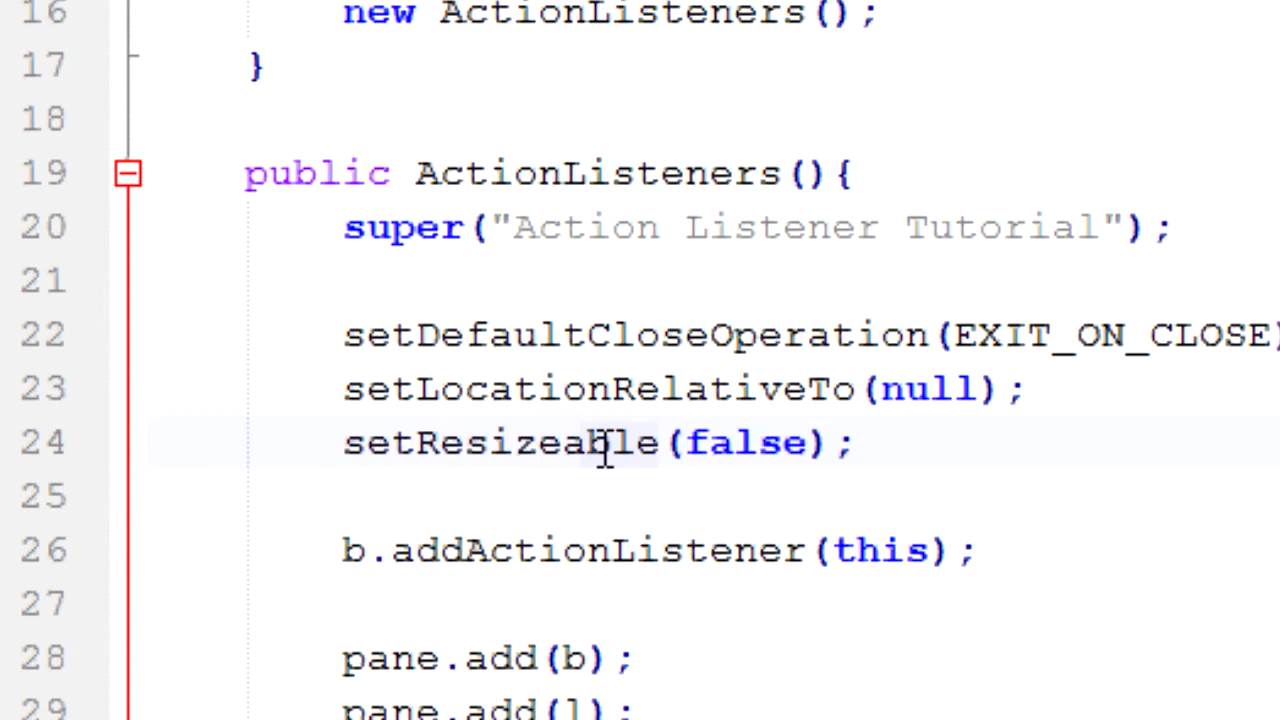 16 new ActionListeners();
17 }
18
19 public ActionListeners(){
20 super("Action Listener Tutorial");
21
22 setDefaultCloseOperation(EXIT_ON_CLOSE)
23 setLocationRelativeTo(null);
24 setResizeable(false);
25
26 b.addActionListener(this);
27
28 pane.add(b);
29 pane.add(l);